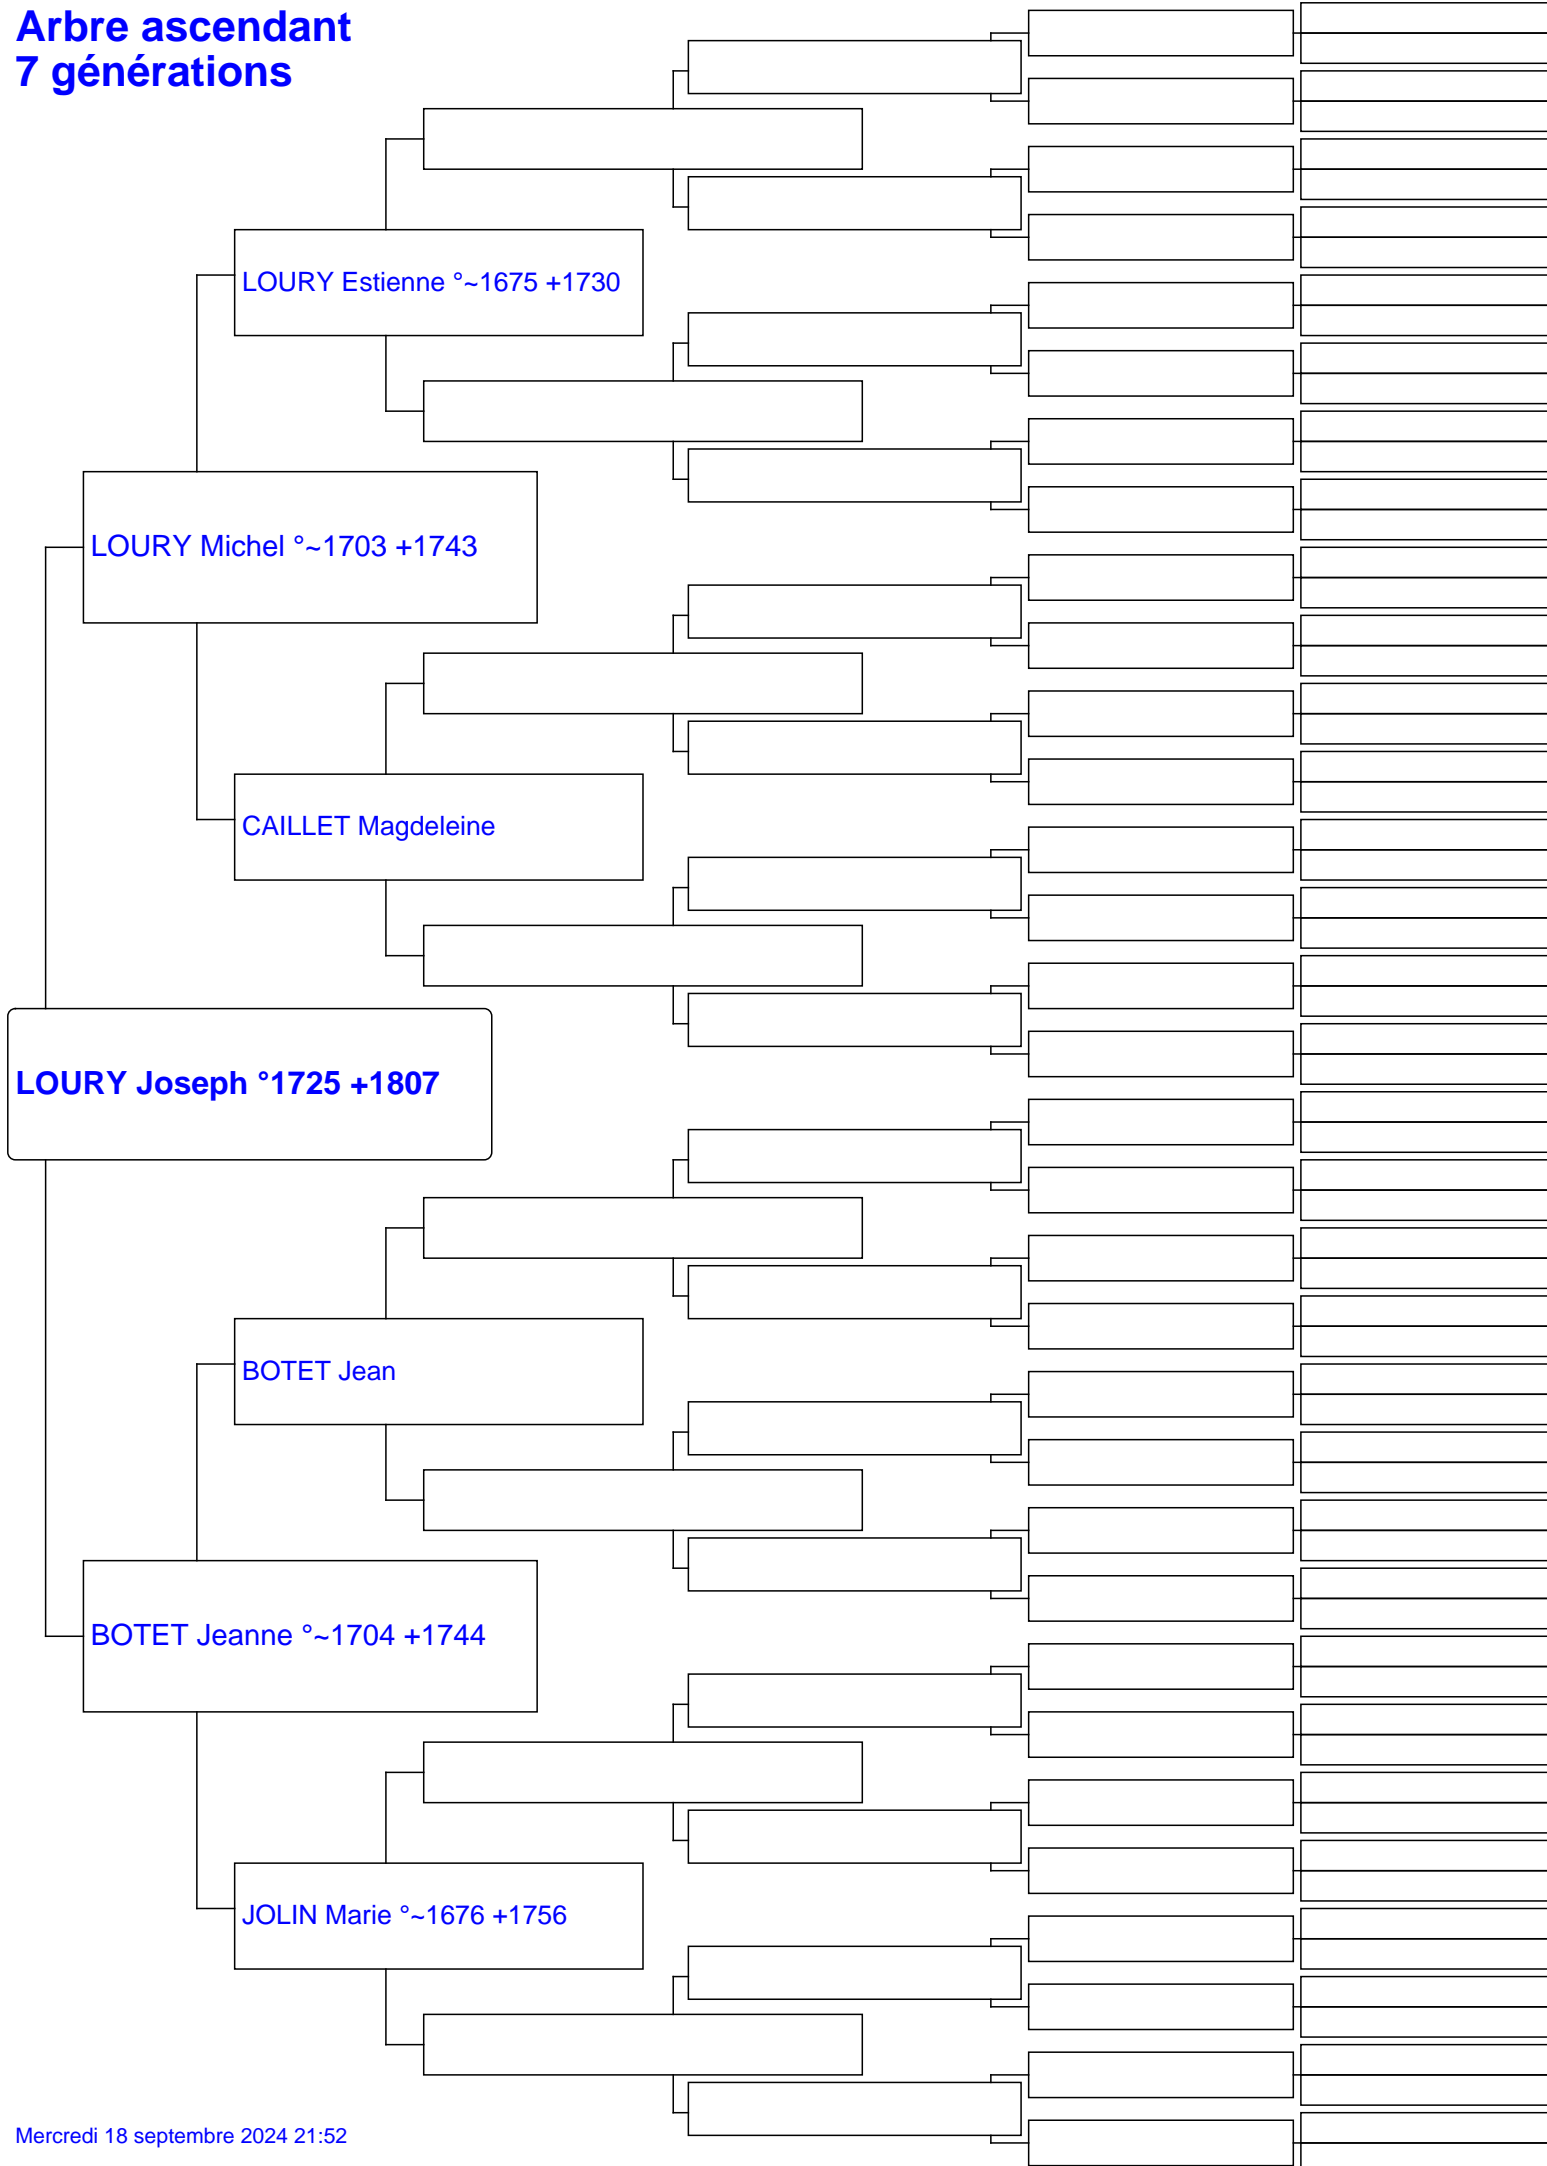 Arbre ascendant
7 générations
LOURY Estienne °~1675 +1730
LOURY Michel °~1703 +1743
CAILLET Magdeleine
LOURY Joseph °1725 +1807
BOTET Jean
BOTET Jeanne °~1704 +1744
JOLIN Marie °~1676 +1756
Mercredi 18 septembre 2024 21:52